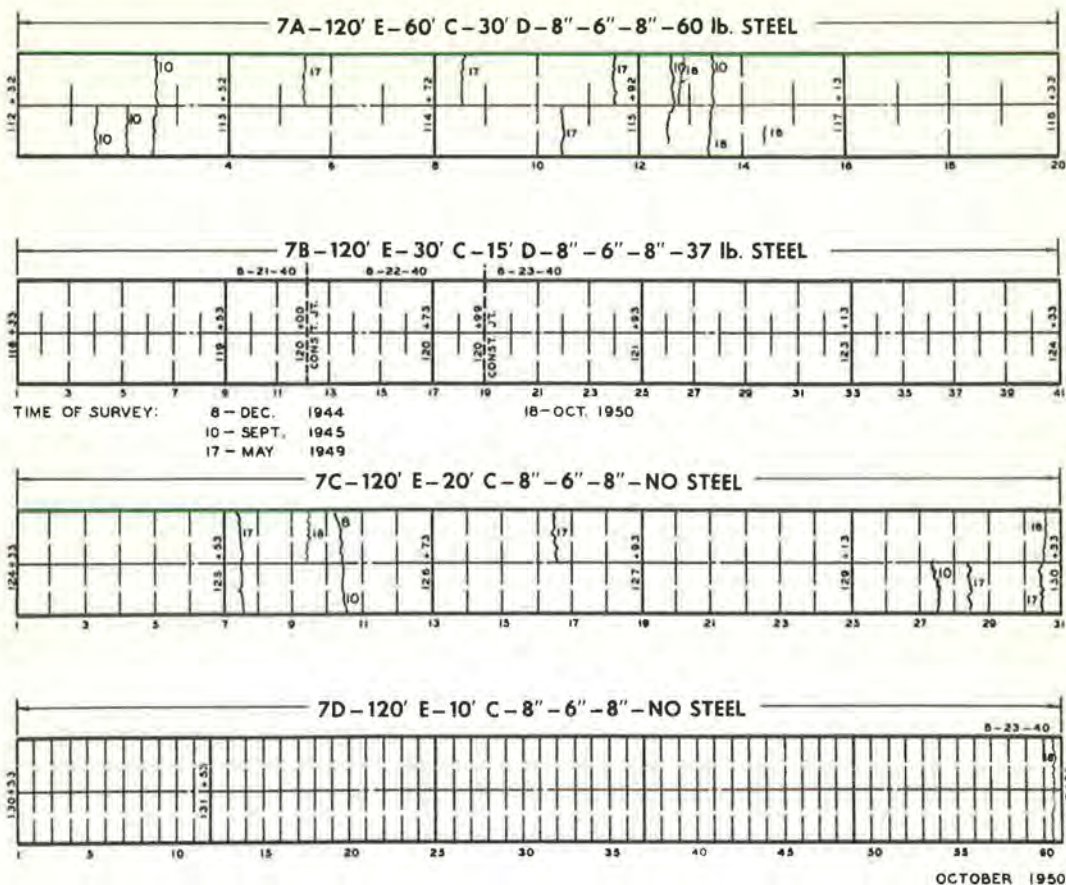 7A-120' E-60' C-30' D-8"-6"-8"-60 lb. STEEL
10 17 17 17 10 18 10
112 + 32 113 + 52 114 + 72 115 + 92 117 + 13 118 + 33
10 10 17 18 18
4 6 8 10 12 14 16 18 20
7B-120' E-30' C-15' D-8"-6"-8"-37 lb. STEEL
8-21-40 8-22-40 8-23-40
118 + 33 119 + 53 120 + 00 CONST. JT. 120 + 73 120 + 99 CONST. JT. 121 + 93 123 + 13 124 + 33
1 3 5 7 9 11 13 15 17 19 21 23 25 27 29 31 33 35 37 39 41
TIME OF SURVEY: 8-DEC. 1944 18-OCT. 1950
10-SEPT. 1945
17-MAY 1949
7C-120' E-20' C-8"-6"-8"-NO STEEL
17 18 8 17 18
124+33 125 + 53 126 + 73 127 + 93 129 + 13 130 + 33
10 10 17 17
1 3 5 7 9 11 13 15 17 19 21 23 25 27 29 31
7D-120' E-10' C-8"-6"-8"-NO STEEL
8-23-40
18
130+33 131 + 53
1 5 10 15 20 25 30 35 40 45 50 55 60
OCTOBER 1950